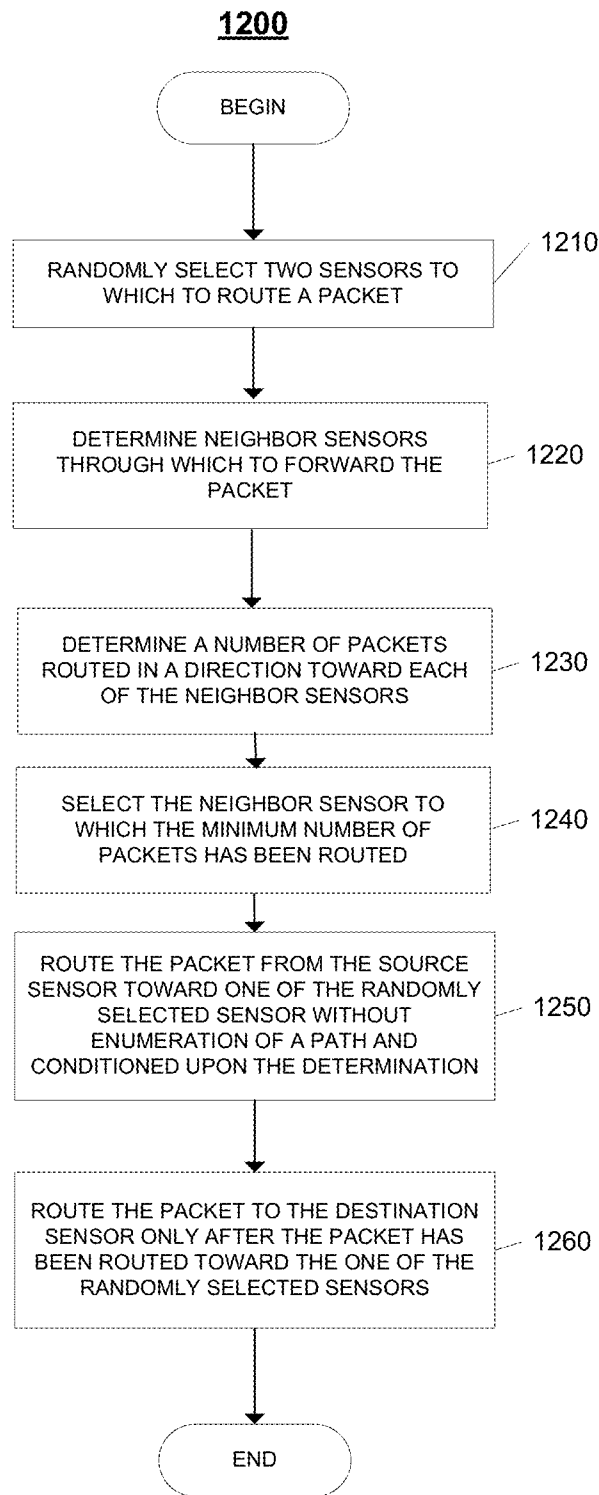 1200
BEGIN
RANDOMLY SELECT TWO SENSORS TO
WHICH TO ROUTE A PACKET
1210
DETERMINE NEIGHBOR SENSORS
THROUGH WHICH TO FORWARD THE
PACKET
1220
DETERMINE A NUMBER OF PACKETS
ROUTED IN A DIRECTION TOWARD EACH
OF THE NEIGHBOR SENSORS
1230
SELECT THE NEIGHBOR SENSOR TO
WHICH THE MINIMUM NUMBER OF
PACKETS HAS BEEN ROUTED
1240
ROUTE THE PACKET FROM THE SOURCE
SENSOR TOWARD ONE OF THE RANDOMLY
SELECTED SENSOR WITHOUT
ENUMERATION OF A PATH AND
CONDITIONED UPON THE DETERMINATION
1250
ROUTE THE PACKET TO THE DESTINATION
SENSOR ONLY AFTER THE PACKET HAS
BEEN ROUTED TOWARD THE ONE OF THE
RANDOMLY SELECTED SENSORS
1260
END